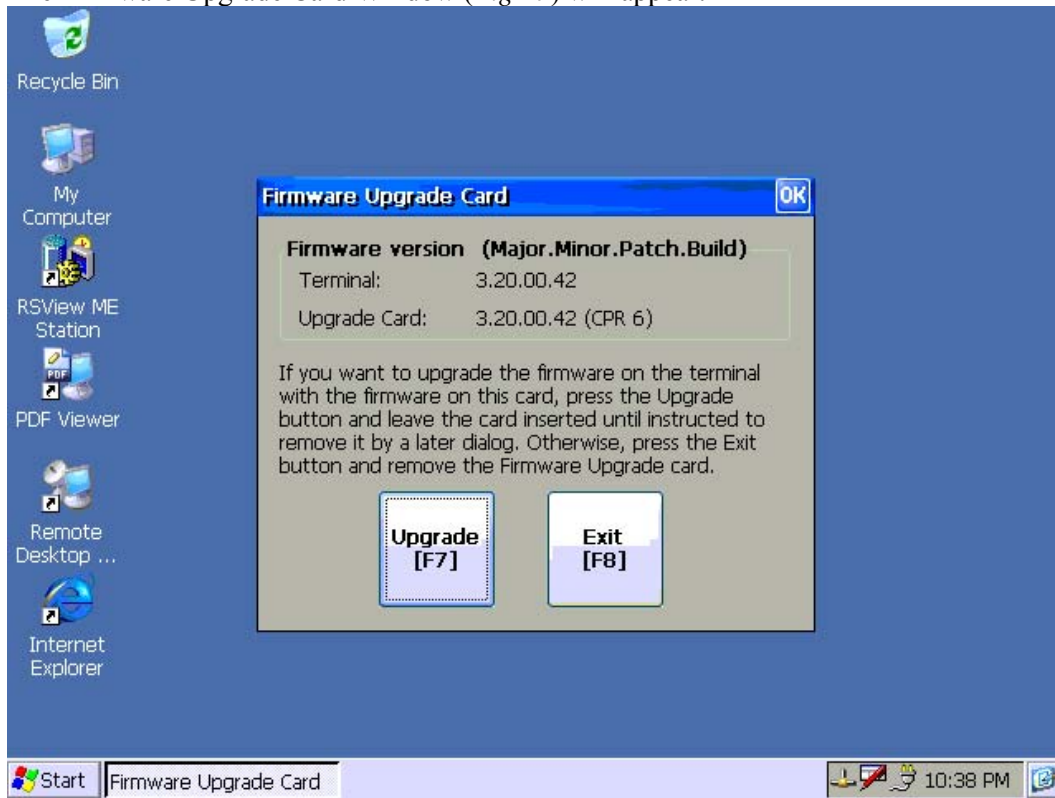 Recycle Bin
My
Computer
RSView ME
Station
PDF
PDF Viewer
Remote
Desktop ...
Internet
Explorer
Firmware Upgrade Card
OK
Firmware version (Major.Minor.Patch.Build)
Terminal: 3.20.00.42
Upgrade Card: 3.20.00.42 (CPR 6)
If you want to upgrade the firmware on the terminal
with the firmware on this card, press the Upgrade
button and leave the card inserted until instructed to
remove it by a later dialog. Otherwise, press the Exit
button and remove the Firmware Upgrade card.
Upgrade
[F7]
Exit
[F8]
Start
Firmware Upgrade Card
10:38 PM